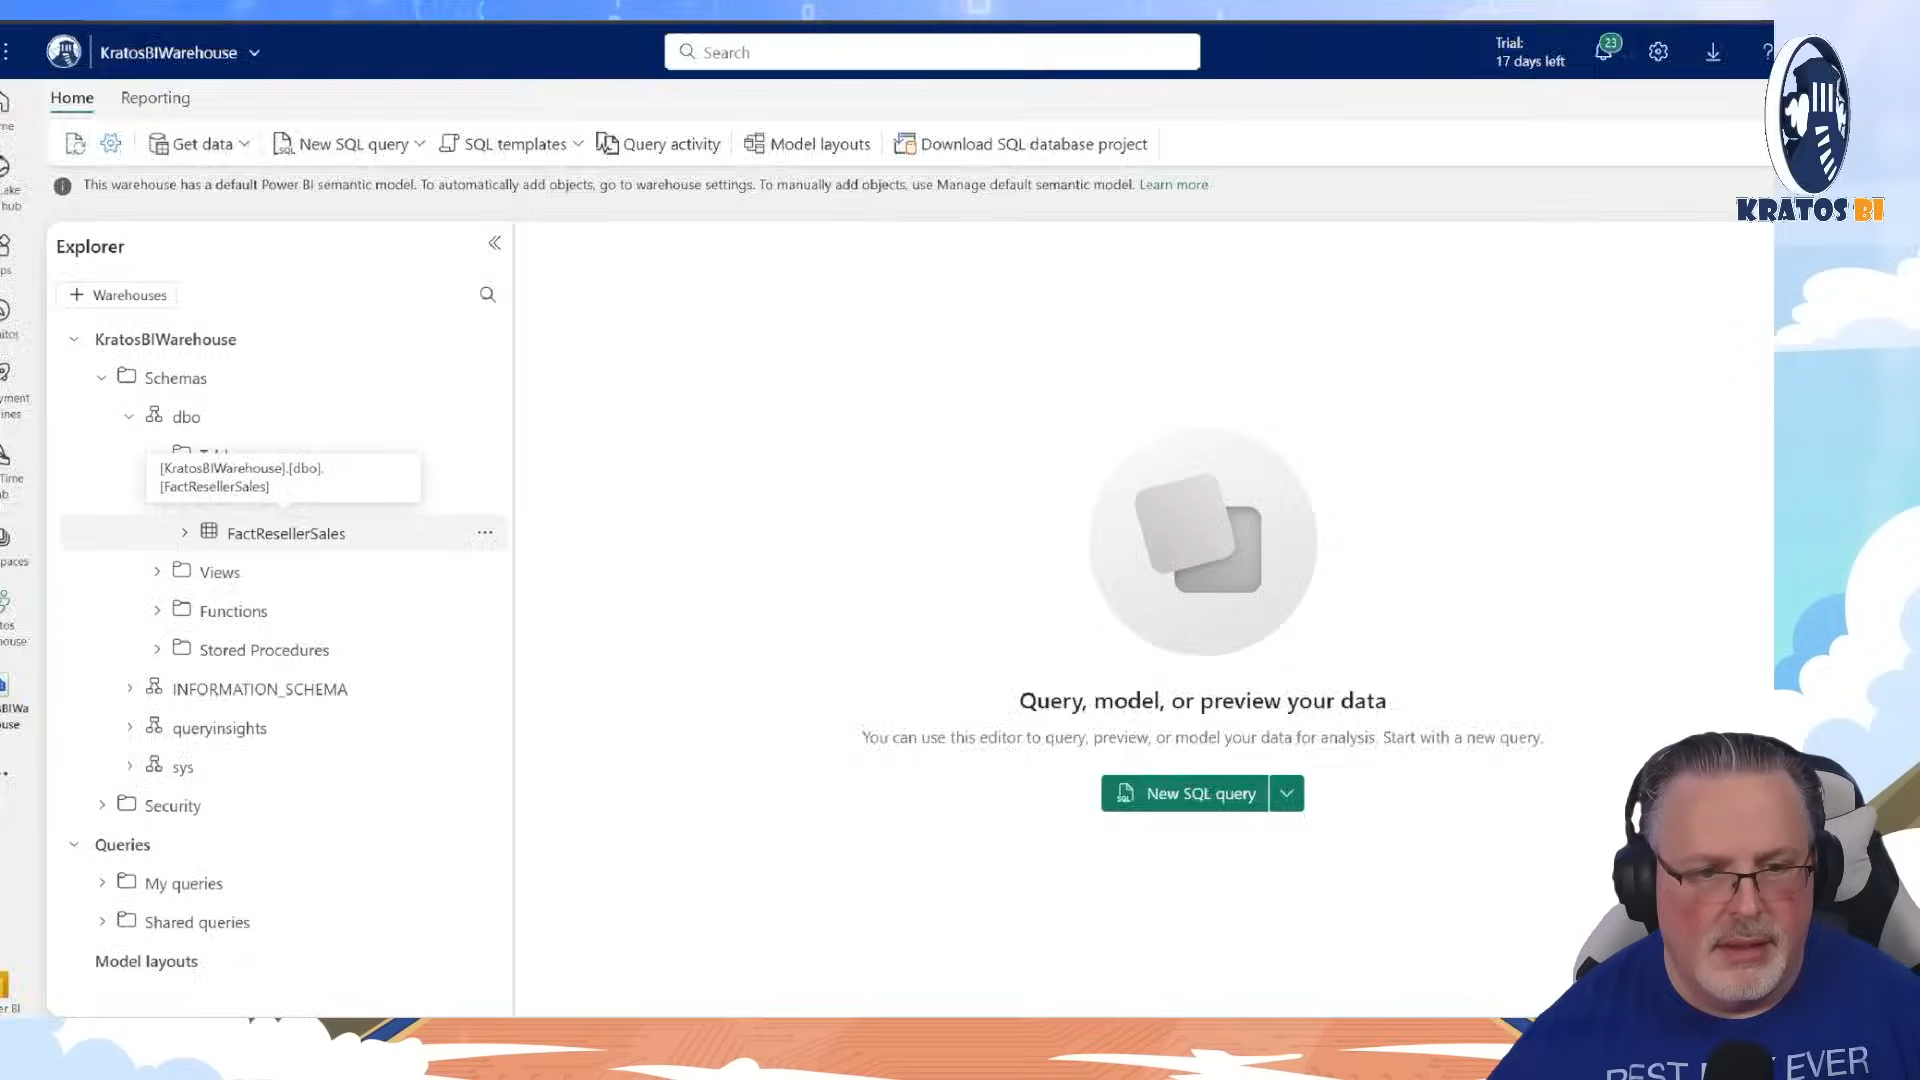 KratosBIWarehouse
Search
Trial:
17 days left
23
?
Home
Reporting
Get data
New SQL query
SQL templates
Query activity
Model layouts
Download SQL database project
This warehouse has a default Power BI semantic model. To automatically add objects, go to warehouse settings. To manually add objects, use Manage default semantic model. Learn more
KRATOS BI
Explorer
+ Warehouses
KratosBIWarehouse
Schemas
dbo
[KratosBIWarehouse].[dbo].
[FactResellerSales]
FactResellerSales
Views
Functions
Stored Procedures
INFORMATION_SCHEMA
queryinsights
sys
Security
Queries
My queries
Shared queries
Model layouts
Query, model, or preview your data
You can use this editor to query, preview, or model your data for analysis. Start with a new query.
New SQL query
hub
EVER